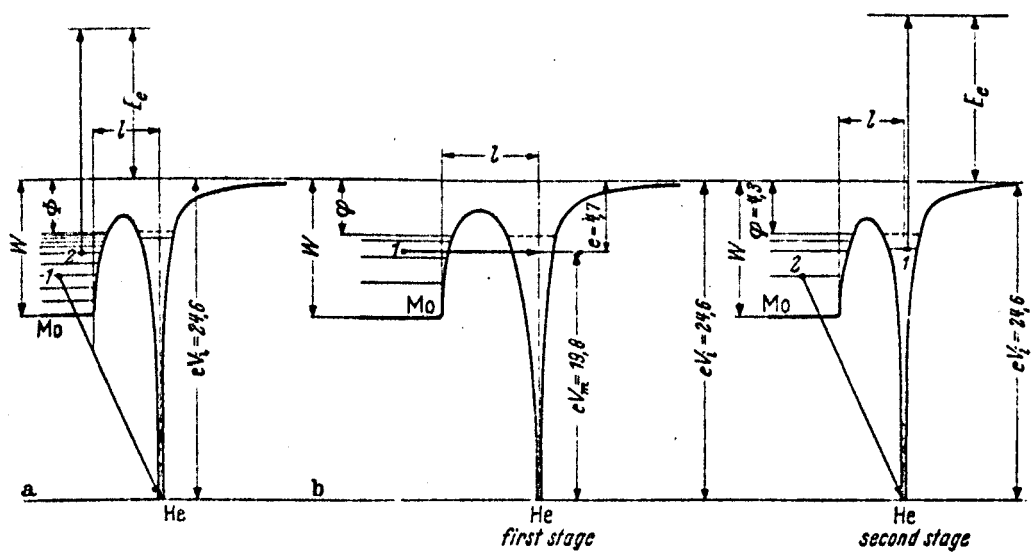 E_e
l
Φ
W
2
1
Mo
eV_i = 24,6
a
He
l
φ
W
1
e = 4,7
Mo
eV_m = 19,8
eV_i = 24,6
b
He
first stage
E_e
l
φ = 4,3
W
1
2
Mo
eV_i = 24,6
He
second stage